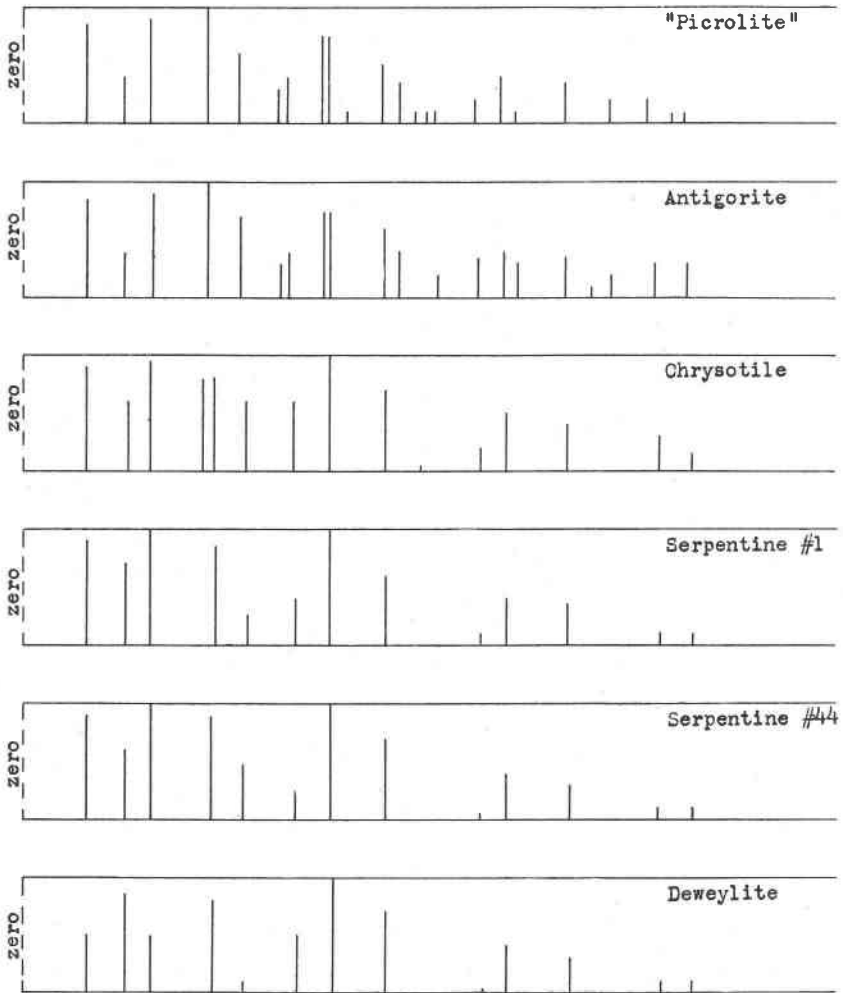 "Picrolite"
zero
Antigorite
zero
Chrysotile
zero
Serpentine #1
zero
Serpentine #44
zero
Deweylite
zero